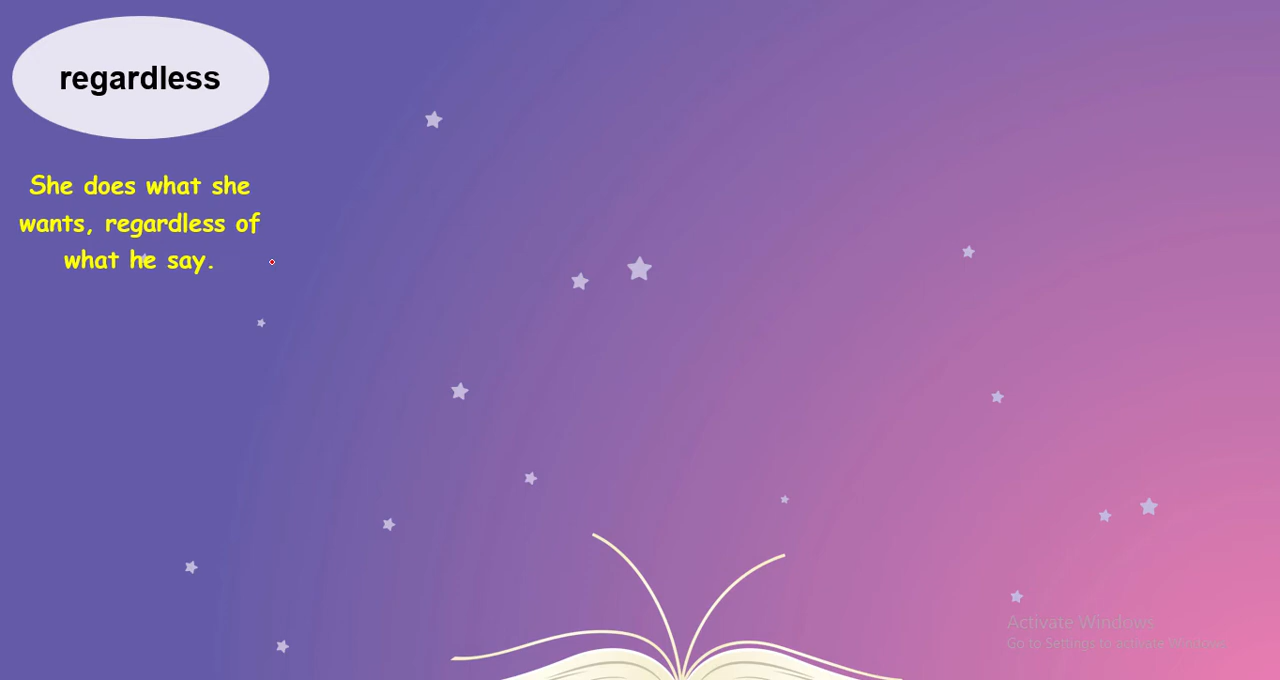 regardless
She does what she
wants, regardless of
what he say.
Activate Windows
Go to Settings to activate Windows.